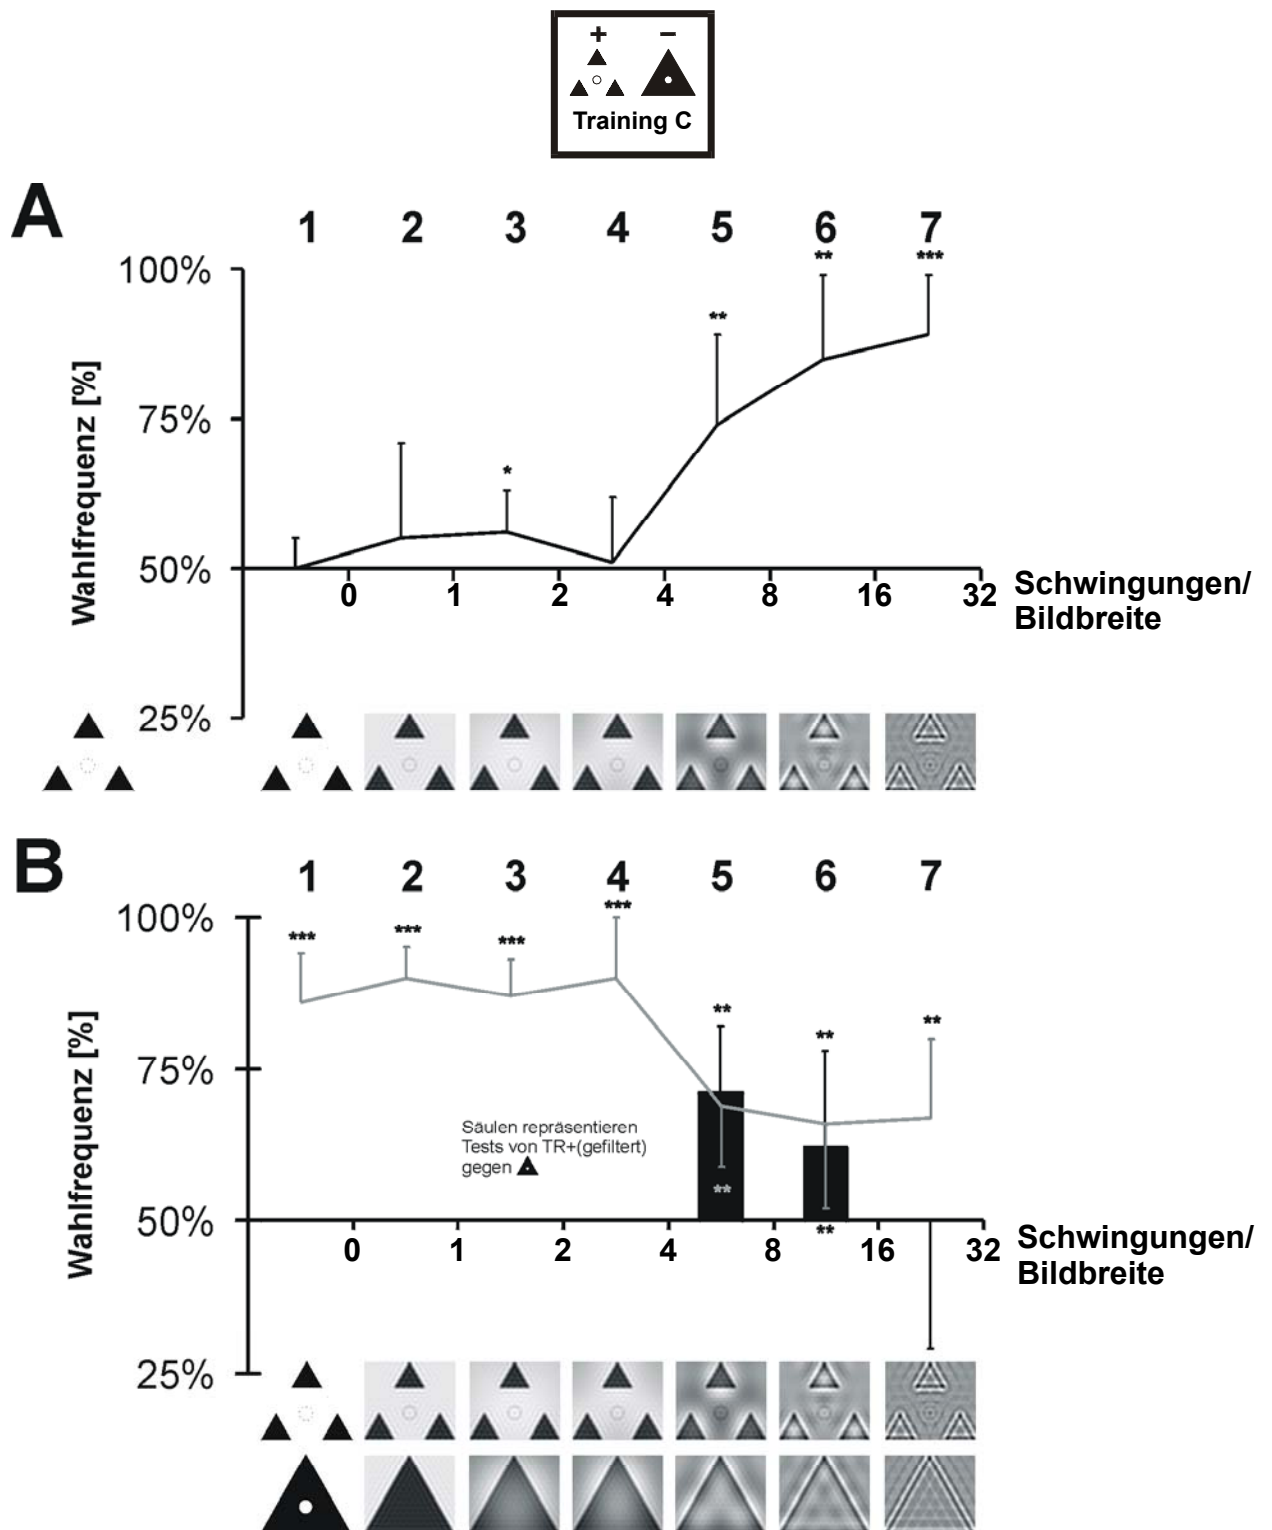 + −
Training C
A
1 2 3 4 5 6 7
** ***
100%
**
75%
*
50%
0 1 2 4 8 16 32
Schwingungen/
Bildbreite
25%
Wahlfrequenz [%]
B
1 2 3 4 5 6 7
100%
*** *** *** ***
** ** **
75%
Säulen repräsentieren
Tests von TR+(gefiltert)
gegen
**
50%
**
0 1 2 4 8 16 32
Schwingungen/
Bildbreite
25%
Wahlfrequenz [%]